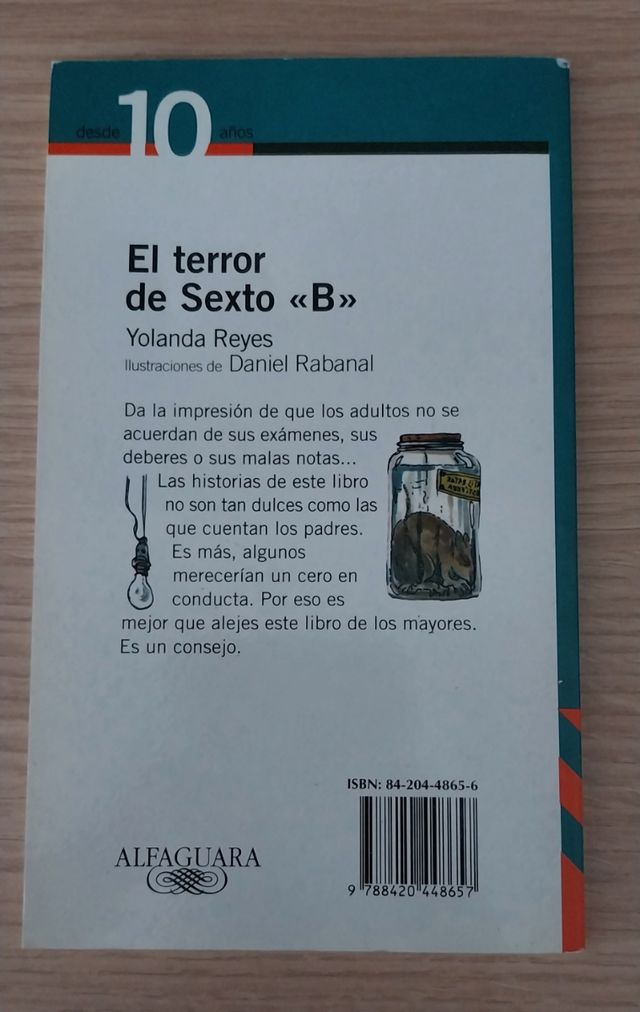 desde 10 años
El terror
de Sexto «B»
Yolanda Reyes
Ilustraciones de Daniel Rabanal
Da la impresión de que los adultos no se
acuerdan de sus exámenes, sus
deberes o sus malas notas...
Las historias de este libro
no son tan dulces como las
que cuentan los padres.
Es más, algunos
merecerían un cero en
conducta. Por eso es
mejor que alejes este libro de los mayores.
Es un consejo.
ISBN: 84-204-4865-6
ALFAGUARA
9 788420 448657